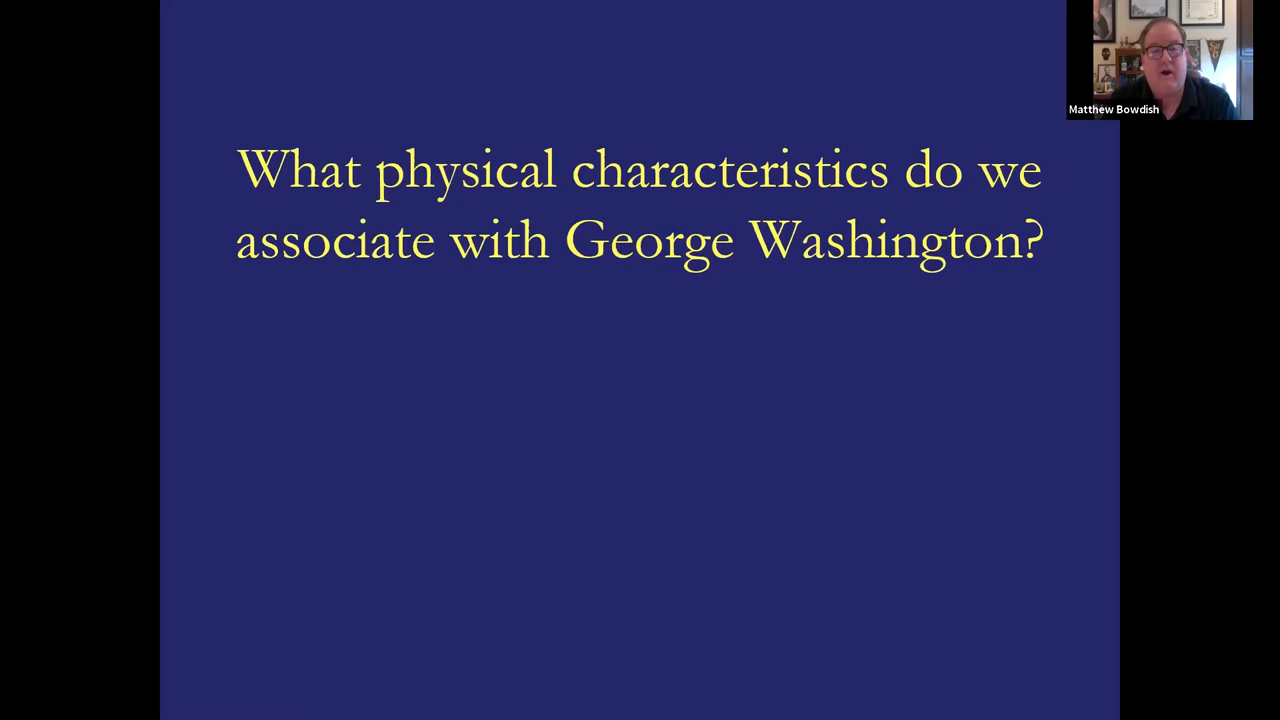 What physical characteristics do we
associate with George Washington?
Matthew Bowdish